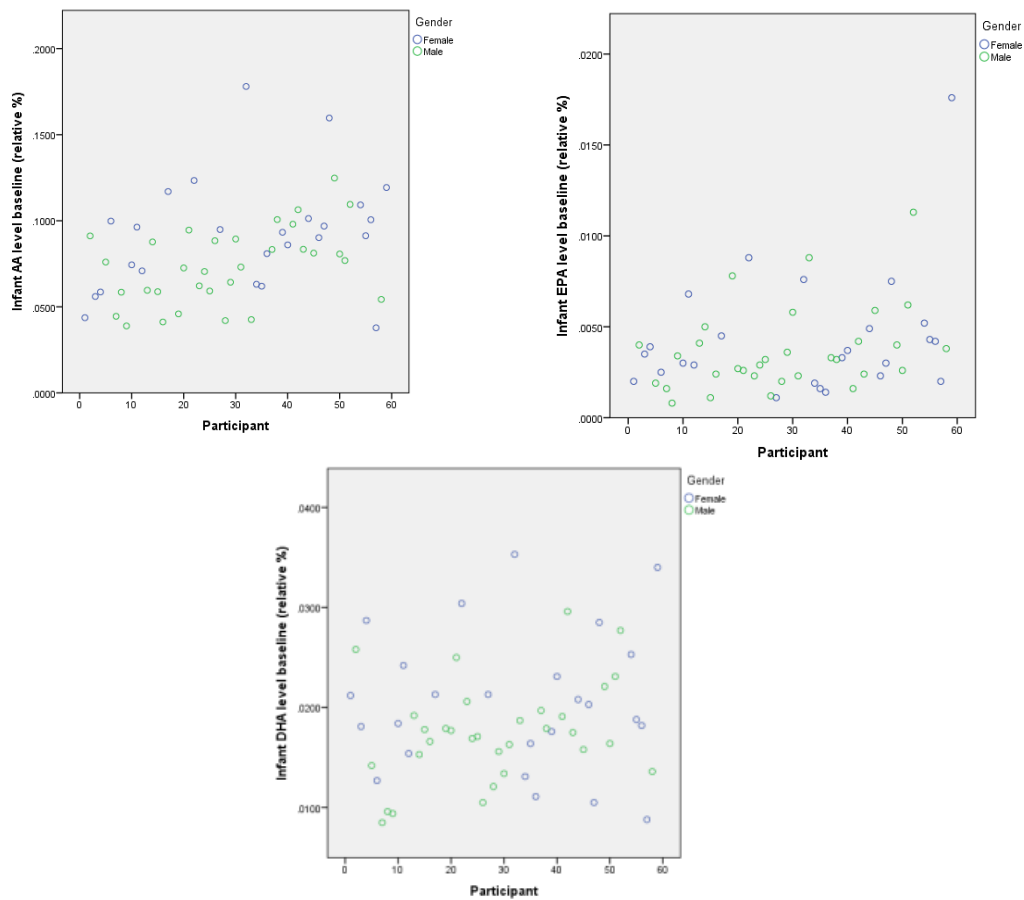 Gender
Female
Male
.2000
.1500
.1000
.0500
.0000
Infant AA level baseline (relative %)
0 10 20 30 40 50 60
Participant
Gender
Female
Male
.0200
.0150
.0100
.0050
.0000
Infant EPA level baseline (relative %)
0 10 20 30 40 50 60
Participant
Gender
Female
Male
.0400
.0300
.0200
.0100
Infant DHA level baseline (relative %)
0 10 20 30 40 50 60
Participant